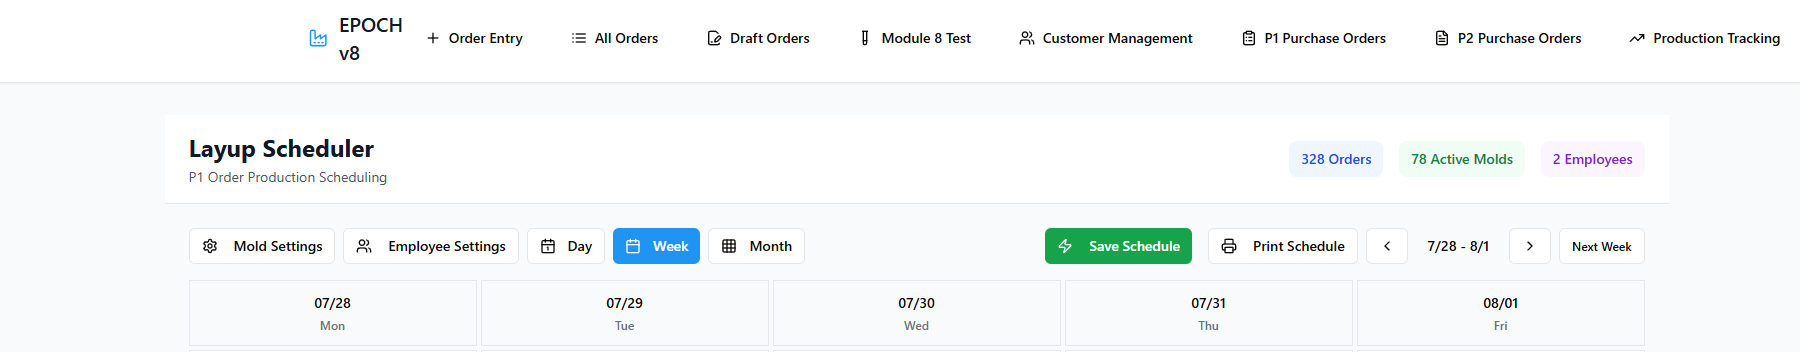 EPOCH
v8
Order Entry
All Orders
Draft Orders
Module 8 Test
Customer Management
P1 Purchase Orders
P2 Purchase Orders
Production Tracking
Layup Scheduler
P1 Order Production Scheduling
328 Orders
78 Active Molds
2 Employees
Mold Settings
Employee Settings
Day
Week
Month
Save Schedule
Print Schedule
7/28 - 8/1
Next Week
07/28
Mon
07/29
Tue
07/30
Wed
07/31
Thu
08/01
Fri